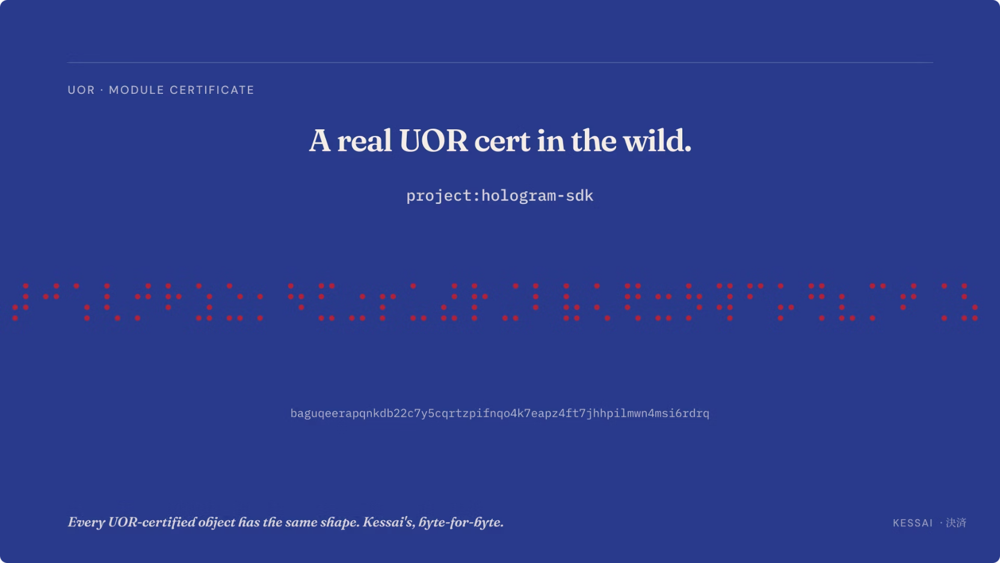 UOR · MODULE CERTIFICATE
A real UOR cert in the wild.
project:hologram-sdk
baguqeerapqnkdb22c7y5cqrtzpifnqo4k7eapz4ft7jhhpilmwn4msi6rdrq
Every UOR-certified object has the same shape. Kessai's, byte-for-byte.
KESSAI · 決済